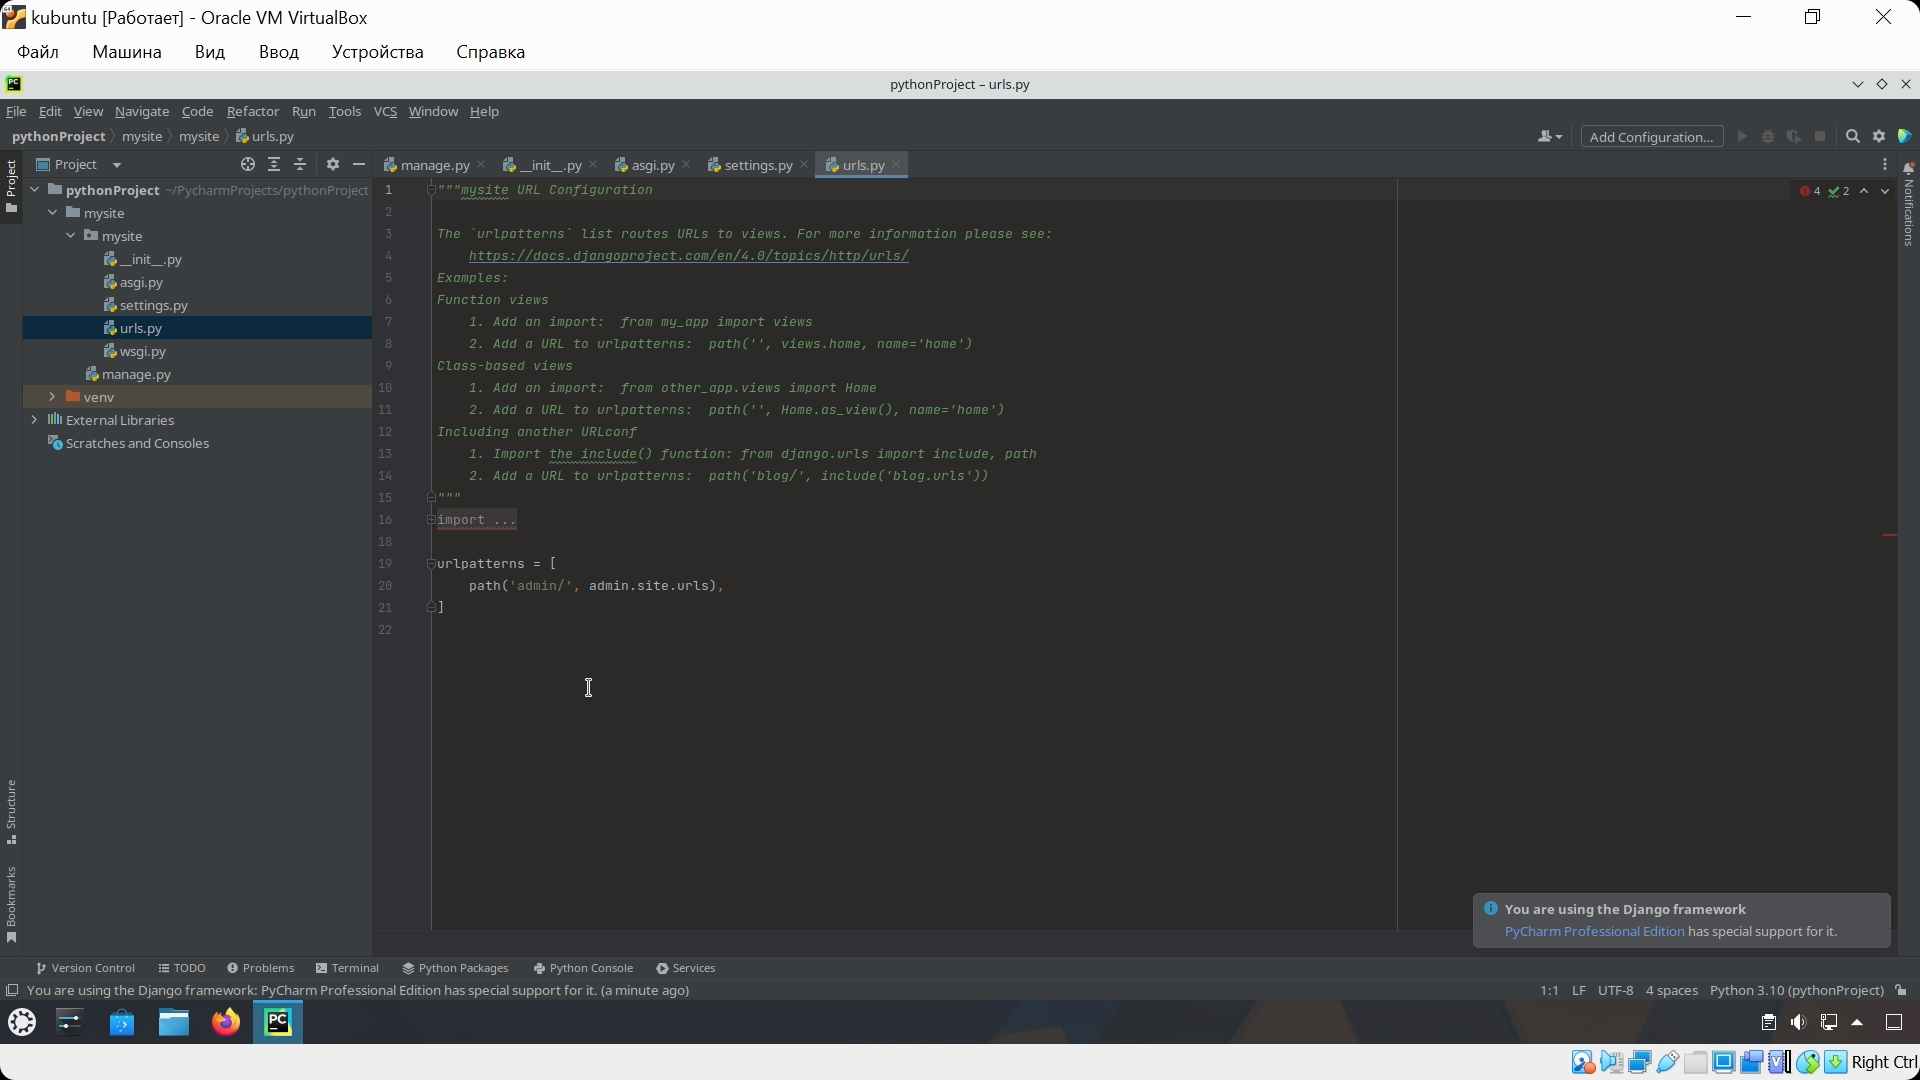 kubuntu [Работает] - Oracle VM VirtualBox
Файл Машина Вид Ввод Устройства Справка
pythonProject – urls.py
File Edit View Navigate Code Refactor Run Tools VCS Window Help
pythonProject mysite mysite urls.py
Add Configuration...
Project
manage.py __init__.py asgi.py settings.py urls.py
Project
pythonProject ~/PycharmProjects/pythonProject
mysite
mysite
__init__.py
asgi.py
settings.py
urls.py
wsgi.py
manage.py
venv
External Libraries
Scratches and Consoles
Structure
Bookmarks
1 """mysite URL Configuration
2
3 The `urlpatterns` list routes URLs to views. For more information please see:
4 https://docs.djangoproject.com/en/4.0/topics/http/urls/
5 Examples:
6 Function views
7 1. Add an import:  from my_app import views
8 2. Add a URL to urlpatterns:  path('', views.home, name='home')
9 Class-based views
10 1. Add an import:  from other_app.views import Home
11 2. Add a URL to urlpatterns:  path('', Home.as_view(), name='home')
12 Including another URLconf
13 1. Import the include() function: from django.urls import include, path
14 2. Add a URL to urlpatterns:  path('blog/', include('blog.urls'))
15 """
16 import ...
18
19 urlpatterns = [
20 path('admin/', admin.site.urls),
21 ]
22
4 2
Notifications
You are using the Django framework
PyCharm Professional Edition has special support for it.
Version Control TODO Problems Terminal Python Packages Python Console Services
You are using the Django framework: PyCharm Professional Edition has special support for it. (a minute ago)
1:1 LF UTF-8 4 spaces Python 3.10 (pythonProject)
PC
Right Ctrl